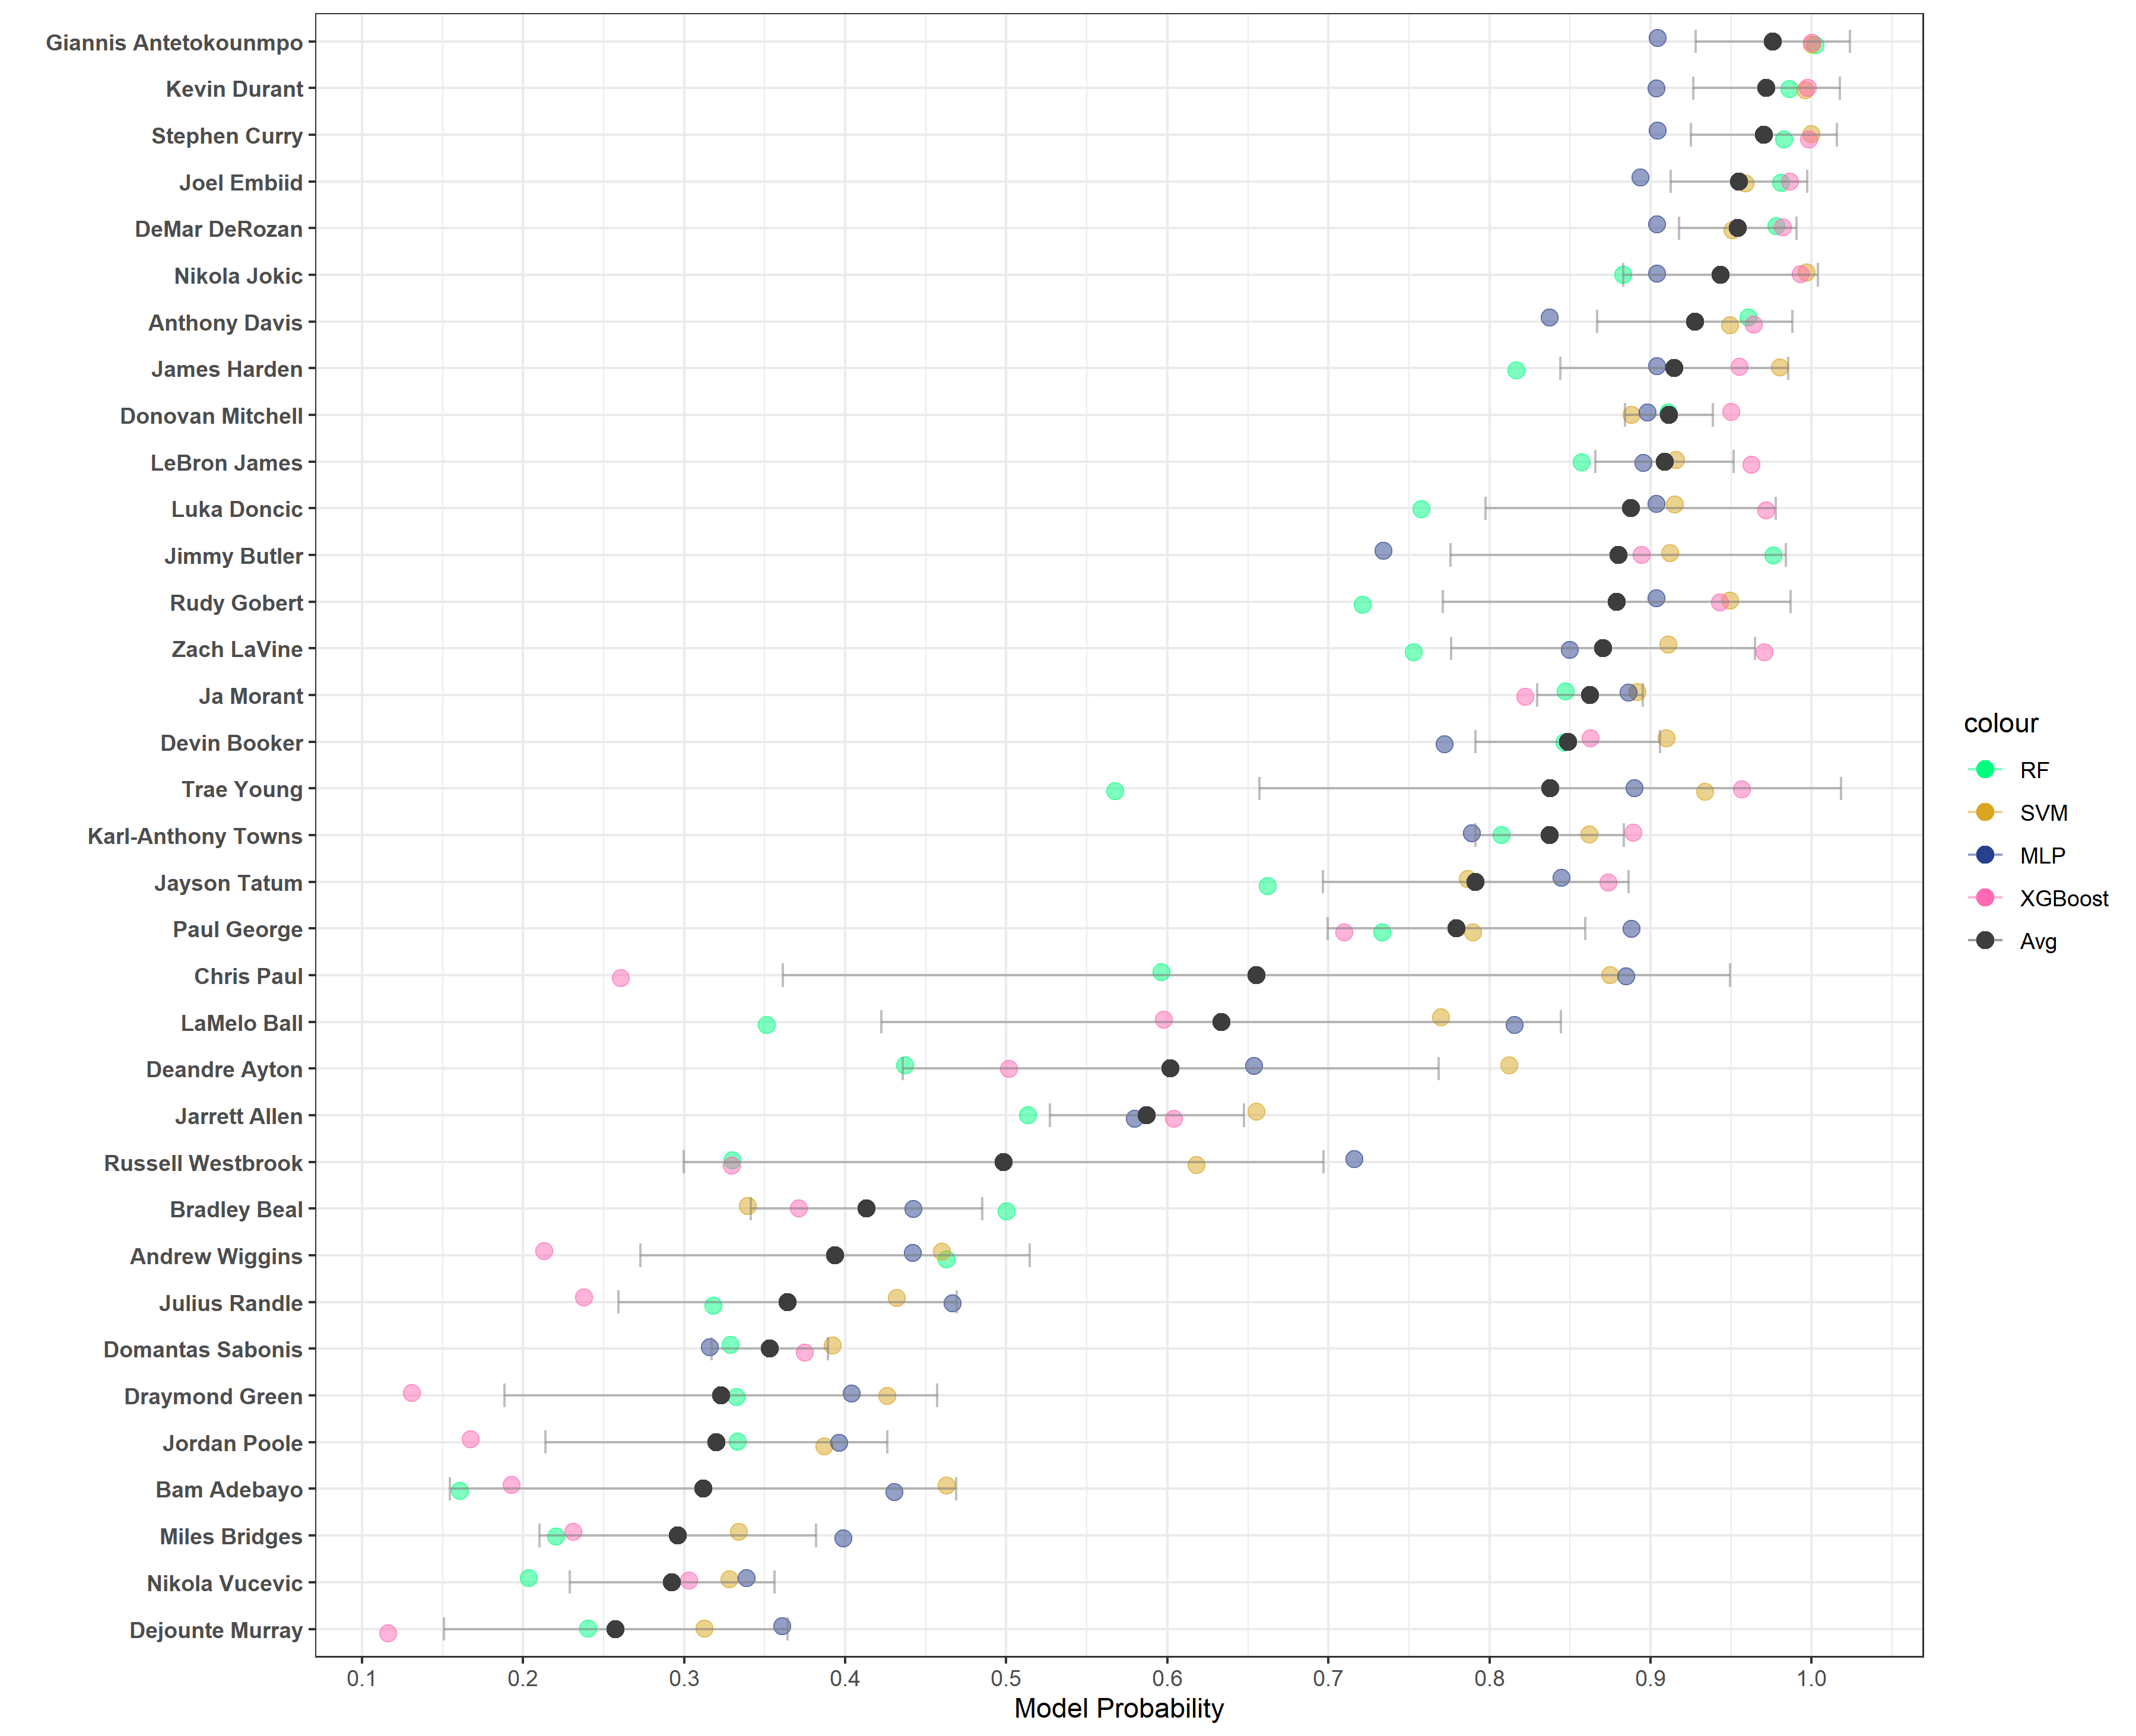 Giannis Antetokounmpo
Kevin Durant
Stephen Curry
Joel Embiid
DeMar DeRozan
Nikola Jokic
Anthony Davis
James Harden
Donovan Mitchell
LeBron James
Luka Doncic
Jimmy Butler
Rudy Gobert
Zach LaVine
Ja Morant
Devin Booker
Trae Young
Karl-Anthony Towns
Jayson Tatum
Paul George
Chris Paul
LaMelo Ball
Deandre Ayton
Jarrett Allen
Russell Westbrook
Bradley Beal
Andrew Wiggins
Julius Randle
Domantas Sabonis
Draymond Green
Jordan Poole
Bam Adebayo
Miles Bridges
Nikola Vucevic
Dejounte Murray
0.1 0.2 0.3 0.4 0.5 0.6 0.7 0.8 0.9 1.0
Model Probability
colour
RF
SVM
MLP
XGBoost
Avg